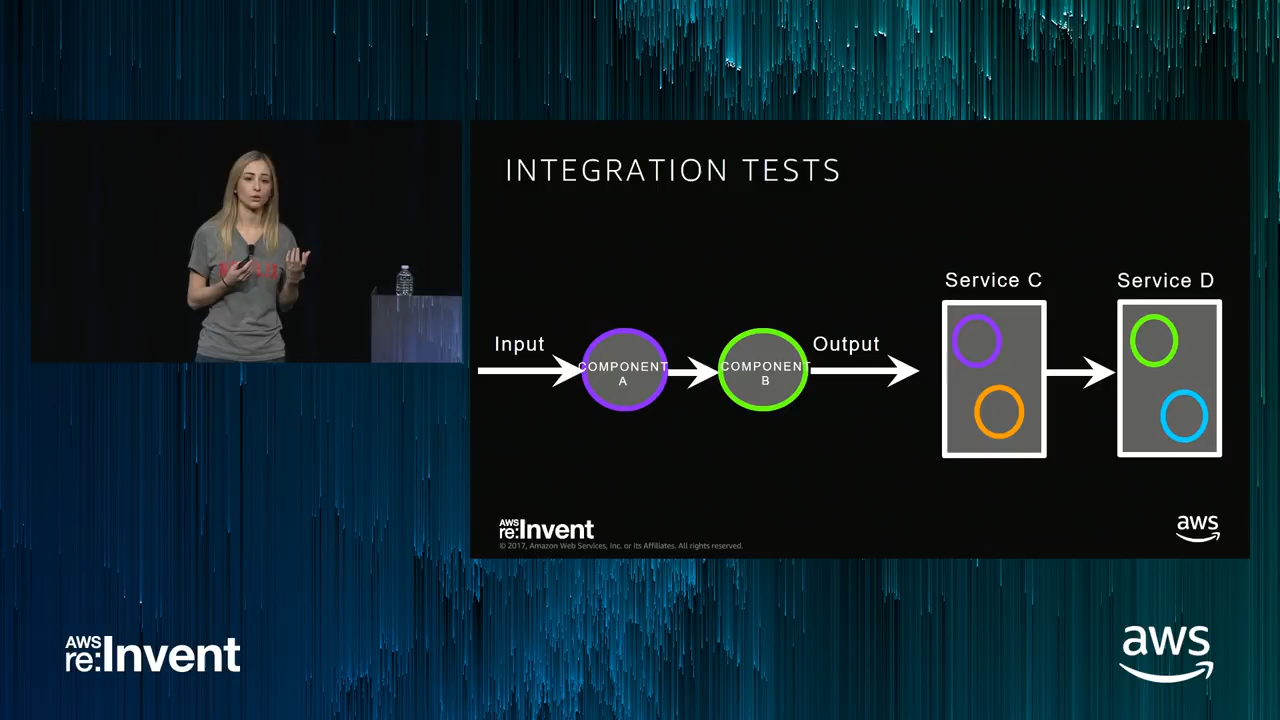 INTEGRATION TESTS
Service C
Service D
Input
Output
COMPONENT
A
COMPONENT
B
AWS
re:Invent
© 2017, Amazon Web Services, Inc. or its Affiliates. All rights reserved.
aws
AWS
re:Invent
aws